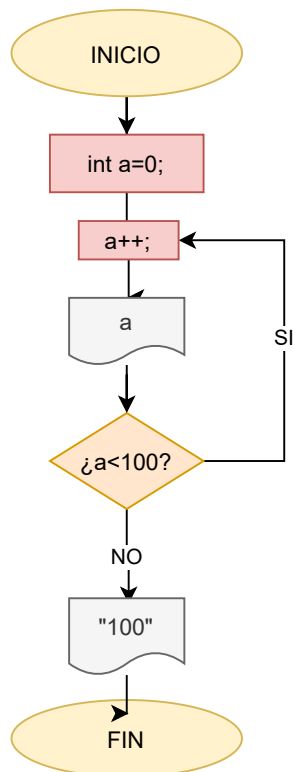 INICIO
int a=0;
a++;
a
SI
¿a<100?
NO
"100"
FIN